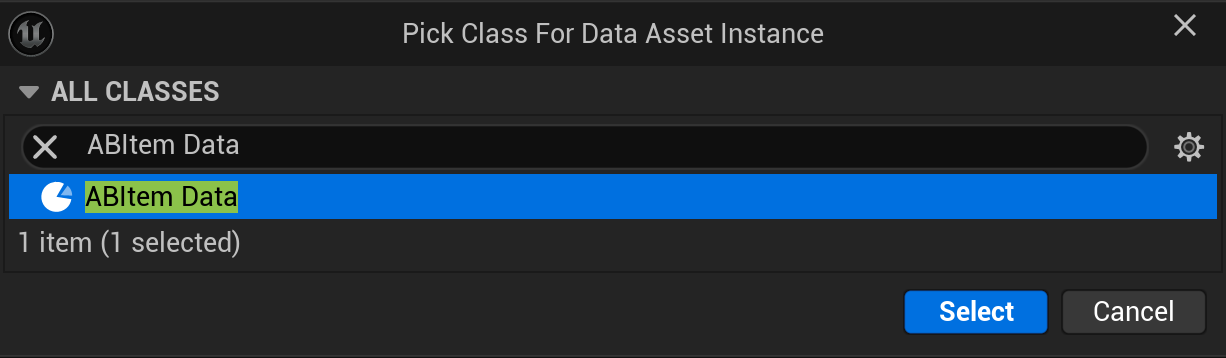 Pick Class For Data Asset Instance
ALL CLASSES
ABItem Data
ABItem Data
1 item (1 selected)
Select Cancel